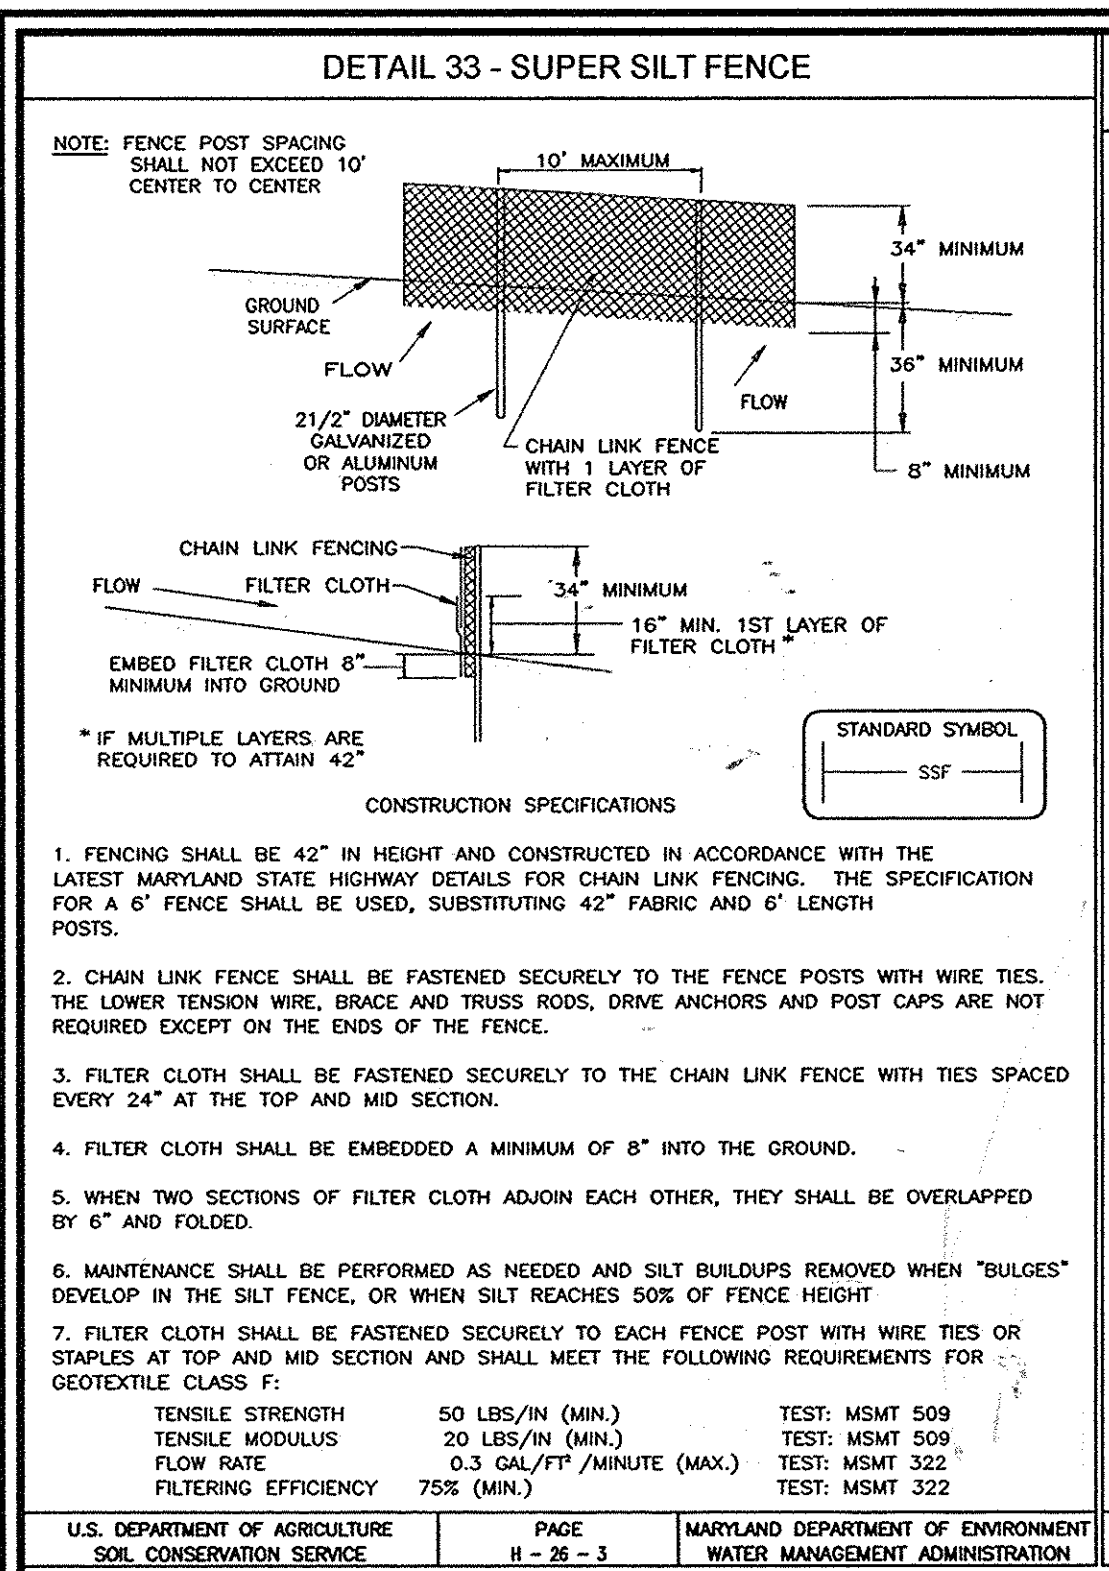 DETAIL 33 - SUPER SILT FENCE
NOTE: FENCE POST SPACING
SHALL NOT EXCEED 10'
CENTER TO CENTER
10' MAXIMUM
34" MINIMUM
GROUND
SURFACE
FLOW
36" MINIMUM
FLOW
21/2" DIAMETER
GALVANIZED
OR ALUMINUM
POSTS
CHAIN LINK FENCE
WITH 1 LAYER OF
FILTER CLOTH
8" MINIMUM
CHAIN LINK FENCING
FLOW
FILTER CLOTH
34" MINIMUM
16" MIN. 1ST LAYER OF
FILTER CLOTH *
EMBED FILTER CLOTH 8"
MINIMUM INTO GROUND
* IF MULTIPLE LAYERS ARE
REQUIRED TO ATTAIN 42"
STANDARD SYMBOL
SSF
CONSTRUCTION SPECIFICATIONS
1. FENCING SHALL BE 42" IN HEIGHT AND CONSTRUCTED IN ACCORDANCE WITH THE
LATEST MARYLAND STATE HIGHWAY DETAILS FOR CHAIN LINK FENCING. THE SPECIFICATION
FOR A 6' FENCE SHALL BE USED, SUBSTITUTING 42" FABRIC AND 6' LENGTH
POSTS.
2. CHAIN LINK FENCE SHALL BE FASTENED SECURELY TO THE FENCE POSTS WITH WIRE TIES.
THE LOWER TENSION WIRE, BRACE AND TRUSS RODS, DRIVE ANCHORS AND POST CAPS ARE NOT
REQUIRED EXCEPT ON THE ENDS OF THE FENCE.
3. FILTER CLOTH SHALL BE FASTENED SECURELY TO THE CHAIN LINK FENCE WITH TIES SPACED
EVERY 24" AT THE TOP AND MID SECTION.
4. FILTER CLOTH SHALL BE EMBEDDED A MINIMUM OF 8" INTO THE GROUND.
5. WHEN TWO SECTIONS OF FILTER CLOTH ADJOIN EACH OTHER, THEY SHALL BE OVERLAPPED
BY 6" AND FOLDED.
6. MAINTENANCE SHALL BE PERFORMED AS NEEDED AND SILT BUILDUPS REMOVED WHEN "BULGES"
DEVELOP IN THE SILT FENCE, OR WHEN SILT REACHES 50% OF FENCE HEIGHT
7. FILTER CLOTH SHALL BE FASTENED SECURELY TO EACH FENCE POST WITH WIRE TIES OR
STAPLES AT TOP AND MID SECTION AND SHALL MEET THE FOLLOWING REQUIREMENTS FOR
GEOTEXTILE CLASS F:
TENSILE STRENGTH 50 LBS/IN (MIN.) TEST: MSMT 509
TENSILE MODULUS 20 LBS/IN (MIN.) TEST: MSMT 509
FLOW RATE 0.3 GAL/FT² /MINUTE (MAX.) TEST: MSMT 322
FILTERING EFFICIENCY 75% (MIN.) TEST: MSMT 322
U.S. DEPARTMENT OF AGRICULTURE
SOIL CONSERVATION SERVICE
PAGE
H - 26 - 3
MARYLAND DEPARTMENT OF ENVIRONMENT
WATER MANAGEMENT ADMINISTRATION